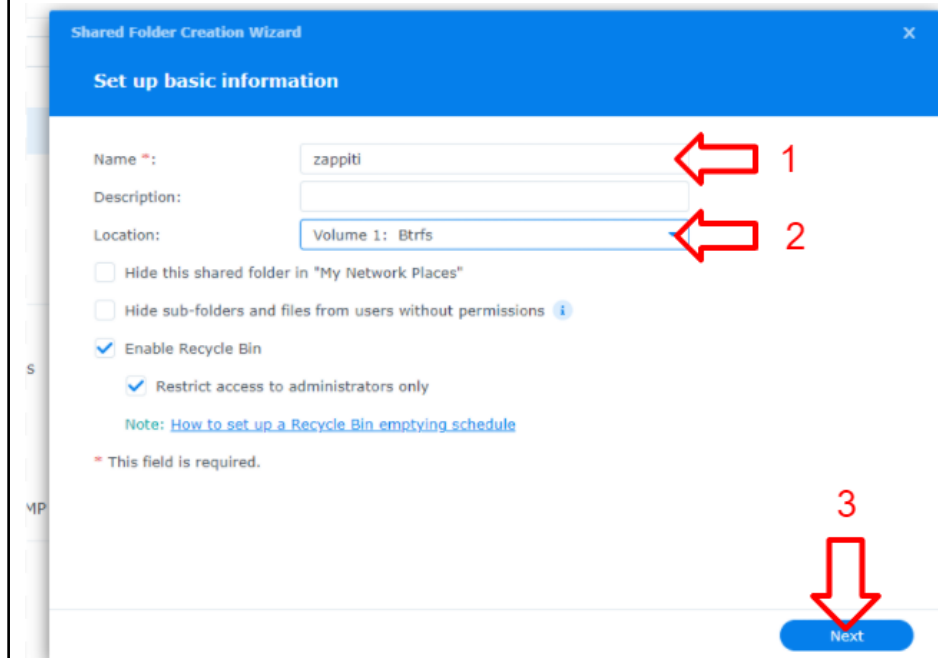 Shared Folder Creation Wizard
Set up basic information
Name *: zappiti 1
Description:
Location: Volume 1: Btrfs 2
Hide this shared folder in "My Network Places"
Hide sub-folders and files from users without permissions i
Enable Recycle Bin
S
Restrict access to administrators only
Note: How to set up a Recycle Bin emptying schedule
* This field is required.
MP
3
Next